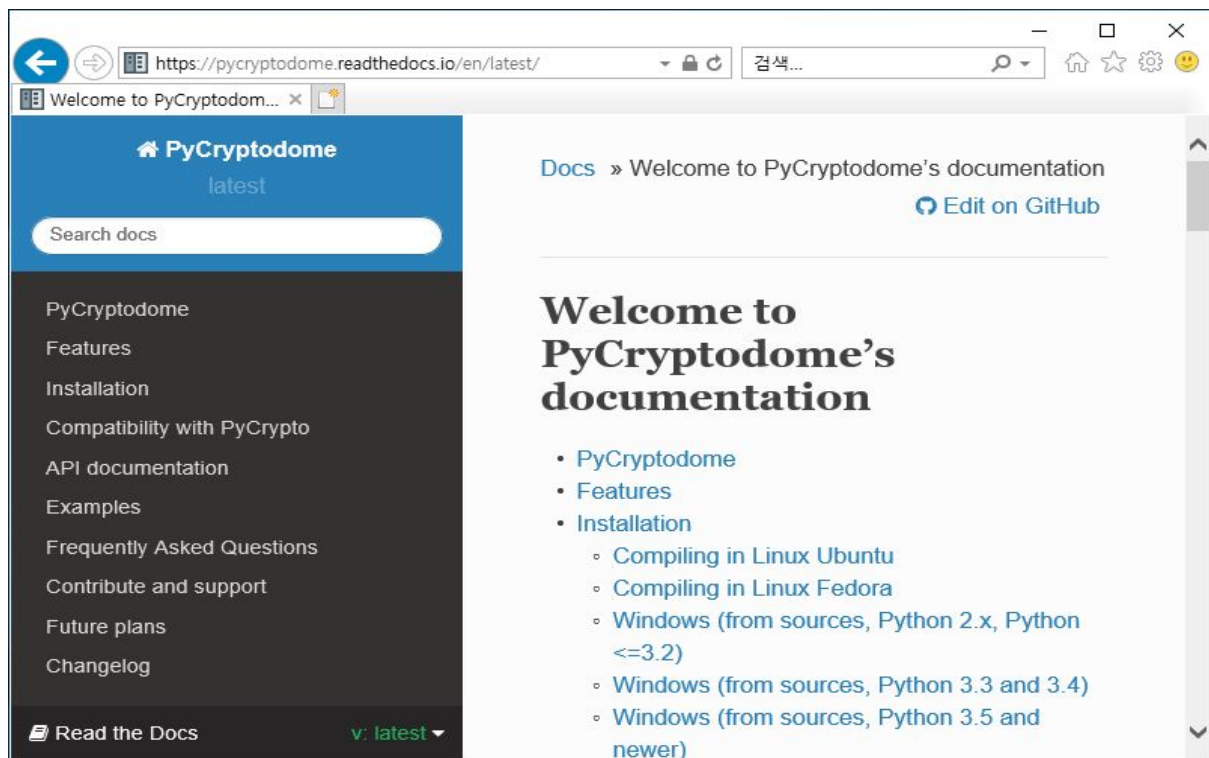 https://pycryptodome.readthedocs.io/en/latest/
검색...
Welcome to PyCryptodom...
PyCryptodome
latest
Search docs
PyCryptodome
Features
Installation
Compatibility with PyCrypto
API documentation
Examples
Frequently Asked Questions
Contribute and support
Future plans
Changelog
Read the Docs
v: latest
Docs » Welcome to PyCryptodome’s documentation
Edit on GitHub
Welcome to
PyCryptodome’s
documentation
• PyCryptodome
• Features
• Installation
◦ Compiling in Linux Ubuntu
◦ Compiling in Linux Fedora
◦ Windows (from sources, Python 2.x, Python
<=3.2)
◦ Windows (from sources, Python 3.3 and 3.4)
◦ Windows (from sources, Python 3.5 and
newer)